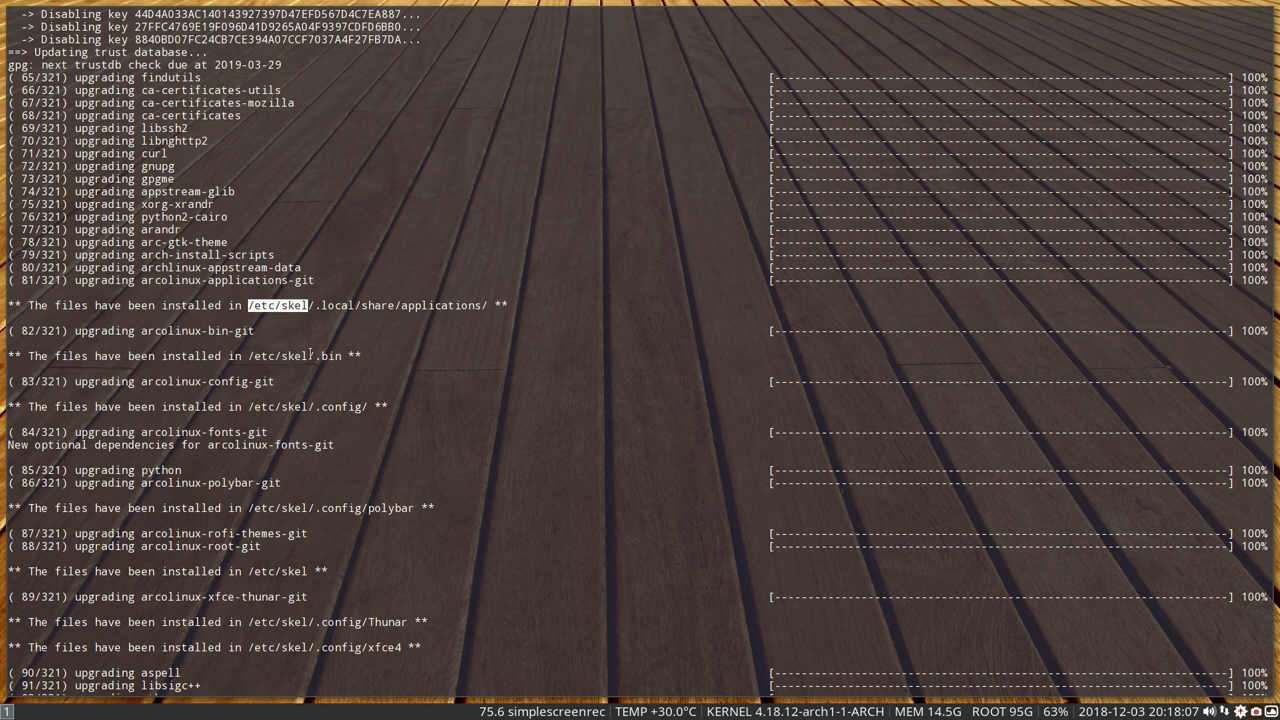 -> Disabling key 44D4A033AC140143927397D47EFD567D4C7EA887...
-> Disabling key 27FFC4769E19F096D41D9265A04F9397CDFD6BB0...
-> Disabling key 8840BD07FC24CB7CE394A07CCF7037A4F27FB7DA...
==> Updating trust database...
gpg: next trustdb check due at 2019-03-29
( 65/321) upgrading findutils [----------------------------------------------------------------------] 100%
( 66/321) upgrading ca-certificates-utils [----------------------------------------------------------------------] 100%
( 67/321) upgrading ca-certificates-mozilla [----------------------------------------------------------------------] 100%
( 68/321) upgrading ca-certificates [----------------------------------------------------------------------] 100%
( 69/321) upgrading libssh2 [----------------------------------------------------------------------] 100%
( 70/321) upgrading libnghttp2 [----------------------------------------------------------------------] 100%
( 71/321) upgrading curl [----------------------------------------------------------------------] 100%
( 72/321) upgrading gnupg [----------------------------------------------------------------------] 100%
( 73/321) upgrading gpgme [----------------------------------------------------------------------] 100%
( 74/321) upgrading appstream-glib [----------------------------------------------------------------------] 100%
( 75/321) upgrading xorg-xrandr [----------------------------------------------------------------------] 100%
( 76/321) upgrading python2-cairo [----------------------------------------------------------------------] 100%
( 77/321) upgrading arandr [----------------------------------------------------------------------] 100%
( 78/321) upgrading arc-gtk-theme [----------------------------------------------------------------------] 100%
( 79/321) upgrading arch-install-scripts [----------------------------------------------------------------------] 100%
( 80/321) upgrading archlinux-appstream-data [----------------------------------------------------------------------] 100%
( 81/321) upgrading arcolinux-applications-git [----------------------------------------------------------------------] 100%
** The files have been installed in /etc/skel/.local/share/applications/ **
( 82/321) upgrading arcolinux-bin-git [----------------------------------------------------------------------] 100%
** The files have been installed in /etc/skel/.bin **
( 83/321) upgrading arcolinux-config-git [----------------------------------------------------------------------] 100%
** The files have been installed in /etc/skel/.config/ **
( 84/321) upgrading arcolinux-fonts-git [----------------------------------------------------------------------] 100%
New optional dependencies for arcolinux-fonts-git
( 85/321) upgrading python [----------------------------------------------------------------------] 100%
( 86/321) upgrading arcolinux-polybar-git [----------------------------------------------------------------------] 100%
** The files have been installed in /etc/skel/.config/polybar **
( 87/321) upgrading arcolinux-rofi-themes-git [----------------------------------------------------------------------] 100%
( 88/321) upgrading arcolinux-root-git [----------------------------------------------------------------------] 100%
** The files have been installed in /etc/skel **
( 89/321) upgrading arcolinux-xfce-thunar-git [----------------------------------------------------------------------] 100%
** The files have been installed in /etc/skel/.config/Thunar **
** The files have been installed in /etc/skel/.config/xfce4 **
( 90/321) upgrading aspell [----------------------------------------------------------------------] 100%
( 91/321) upgrading libsigc++ [----------------------------------------------------------------------] 100%
1 75.6 simplescreenrec | TEMP +30.0°C | KERNEL 4.18.12-arch1-1-ARCH | MEM 14.5G | ROOT 95G | 63% | 2018-12-03 20:18:07